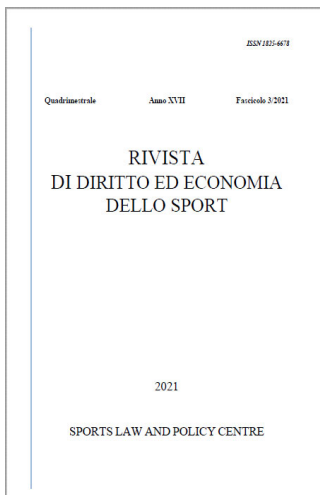 ISSN 1825-6678
Quadrimestrale Anno XVII Fascicolo 3/2021
RIVISTA
DI DIRITTO ED ECONOMIA
DELLO SPORT
2021
SPORTS LAW AND POLICY CENTRE